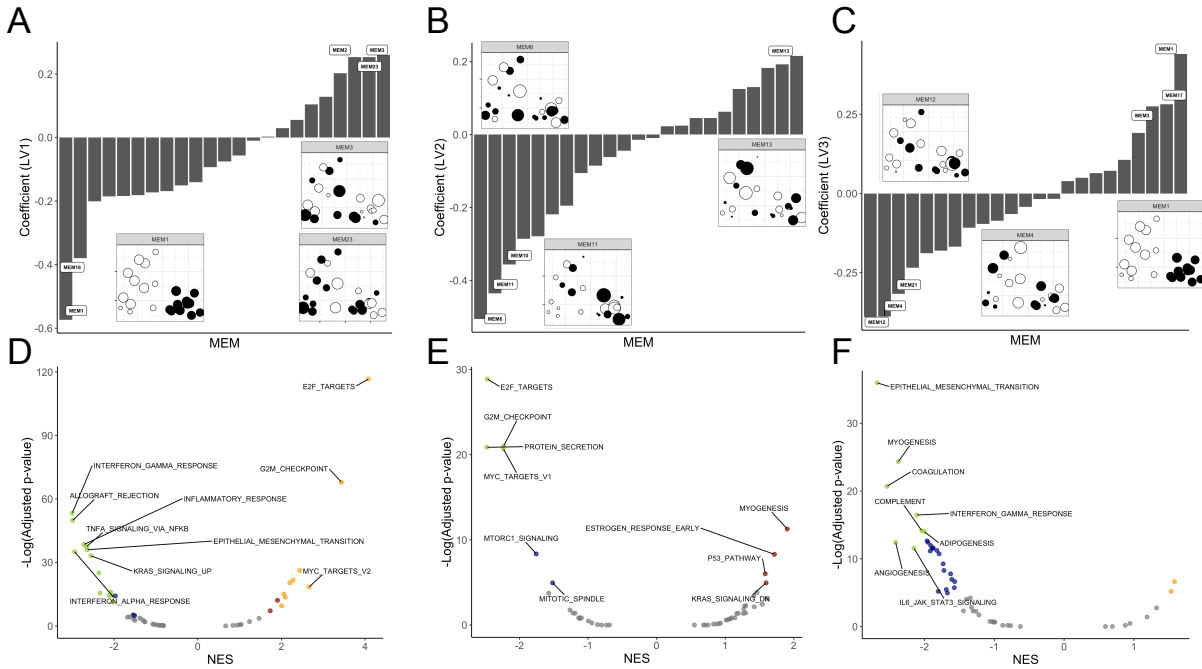 A
Coefficient (LV1)
0.2
0.0
-0.2
-0.4
-0.6
MEM2
MEM3
MEM23
MEM16
MEM1
MEM3
MEM1
MEM23
MEM
B
Coefficient (LV2)
0.2
0.0
-0.2
-0.4
MEM6
MEM13
MEM13
MEM10
MEM11
MEM6
MEM11
MEM
C
Coefficient (LV3)
0.25
0.00
-0.25
MEM1
MEM17
MEM3
MEM12
MEM1
MEM4
MEM21
MEM4
MEM12
MEM
D
-Log(Adjusted p-value)
120
90
60
30
0
E2F_TARGETS
G2M_CHECKPOINT
INTERFERON_GAMMA_RESPONSE
ALLOGRAFT_REJECTION
INFLAMMATORY_RESPONSE
TNFA_SIGNALING_VIA_NFKB
EPITHELIAL_MESENCHYMAL_TRANSITION
KRAS_SIGNALING_UP
MYC_TARGETS_V2
INTERFERON_ALPHA_RESPONSE
-2
0
2
4
NES
E
-Log(Adjusted p-value)
30
20
10
0
E2F_TARGETS
G2M_CHECKPOINT
PROTEIN_SECRETION
MYC_TARGETS_V1
MYOGENESIS
ESTROGEN_RESPONSE_EARLY
MTORC1_SIGNALING
P53_PATHWAY
MITOTIC_SPINDLE
KRAS_SIGNALING_DN
-2
-1
0
1
2
NES
F
-Log(Adjusted p-value)
30
20
10
0
EPITHELIAL_MESENCHYMAL_TRANSITION
MYOGENESIS
COAGULATION
COMPLEMENT
INTERFERON_GAMMA_RESPONSE
ADIPOGENESIS
ANGIOGENESIS
IL6_JAK_STAT3_SIGNALING
-2
-1
0
1
NES